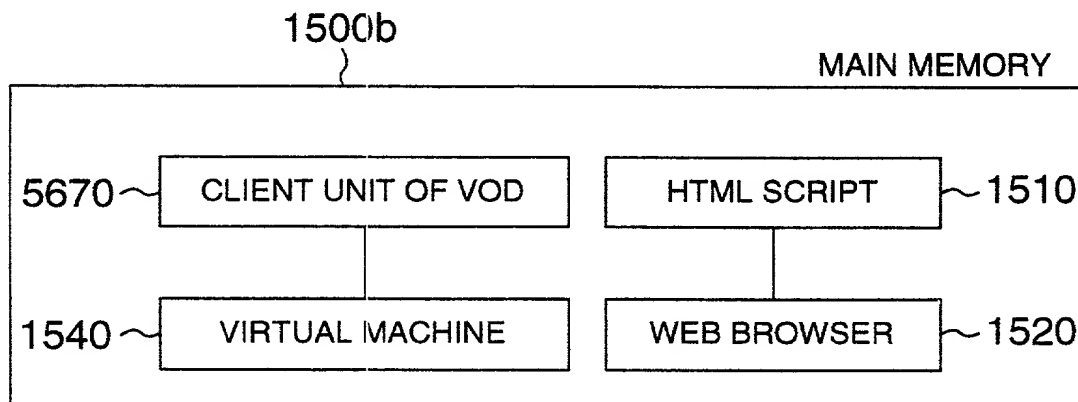 1500b
MAIN MEMORY
5670 CLIENT UNIT OF VOD HTML SCRIPT 1510
1540 VIRTUAL MACHINE WEB BROWSER 1520